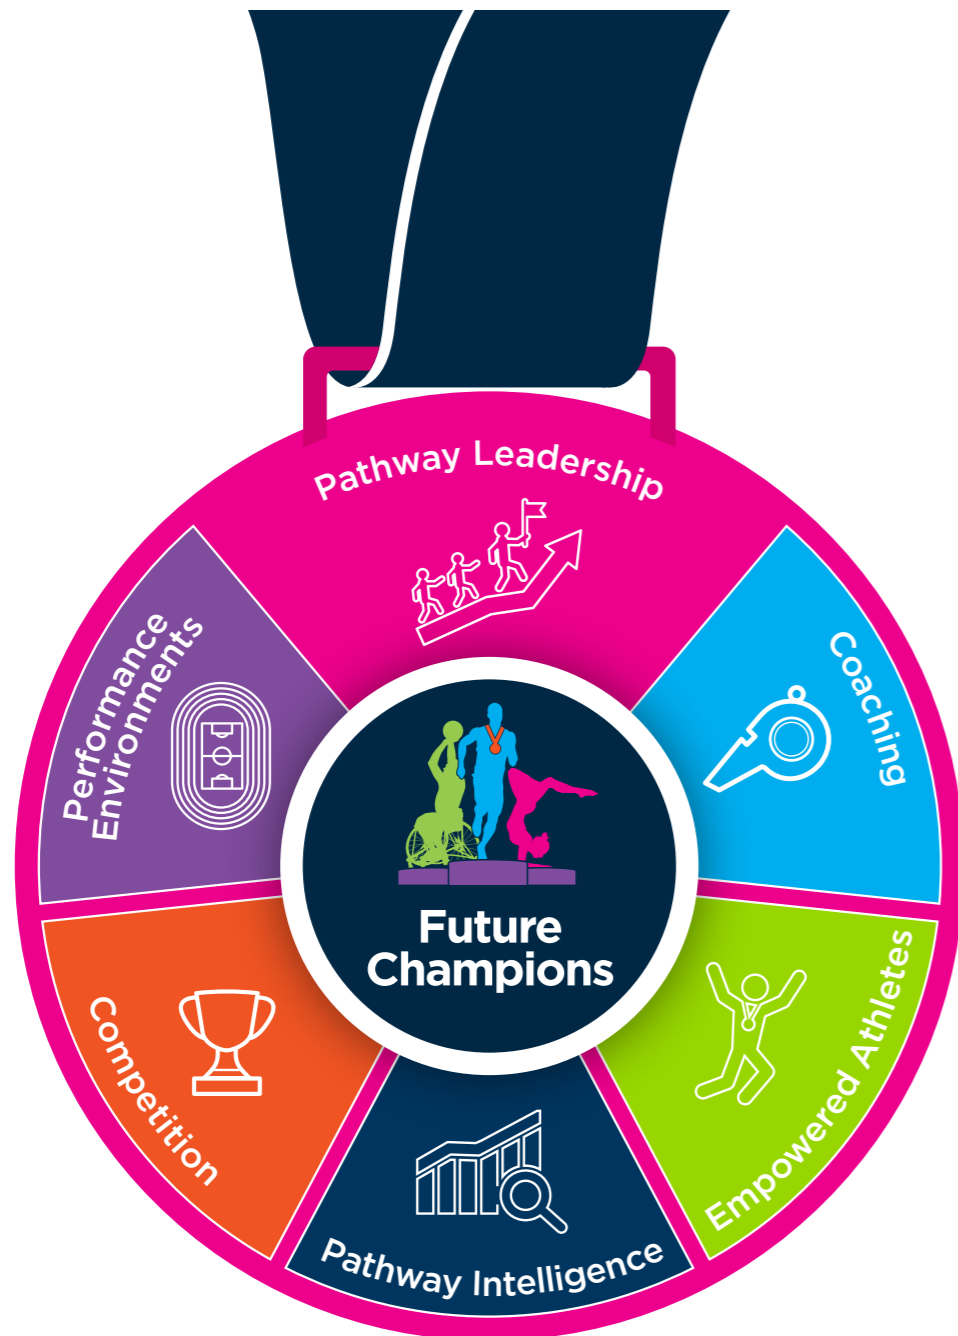 Pathway Leadership
Coaching
Empowered Athletes
Pathway Intelligence
Competition
Performance
Environments
Future
Champions